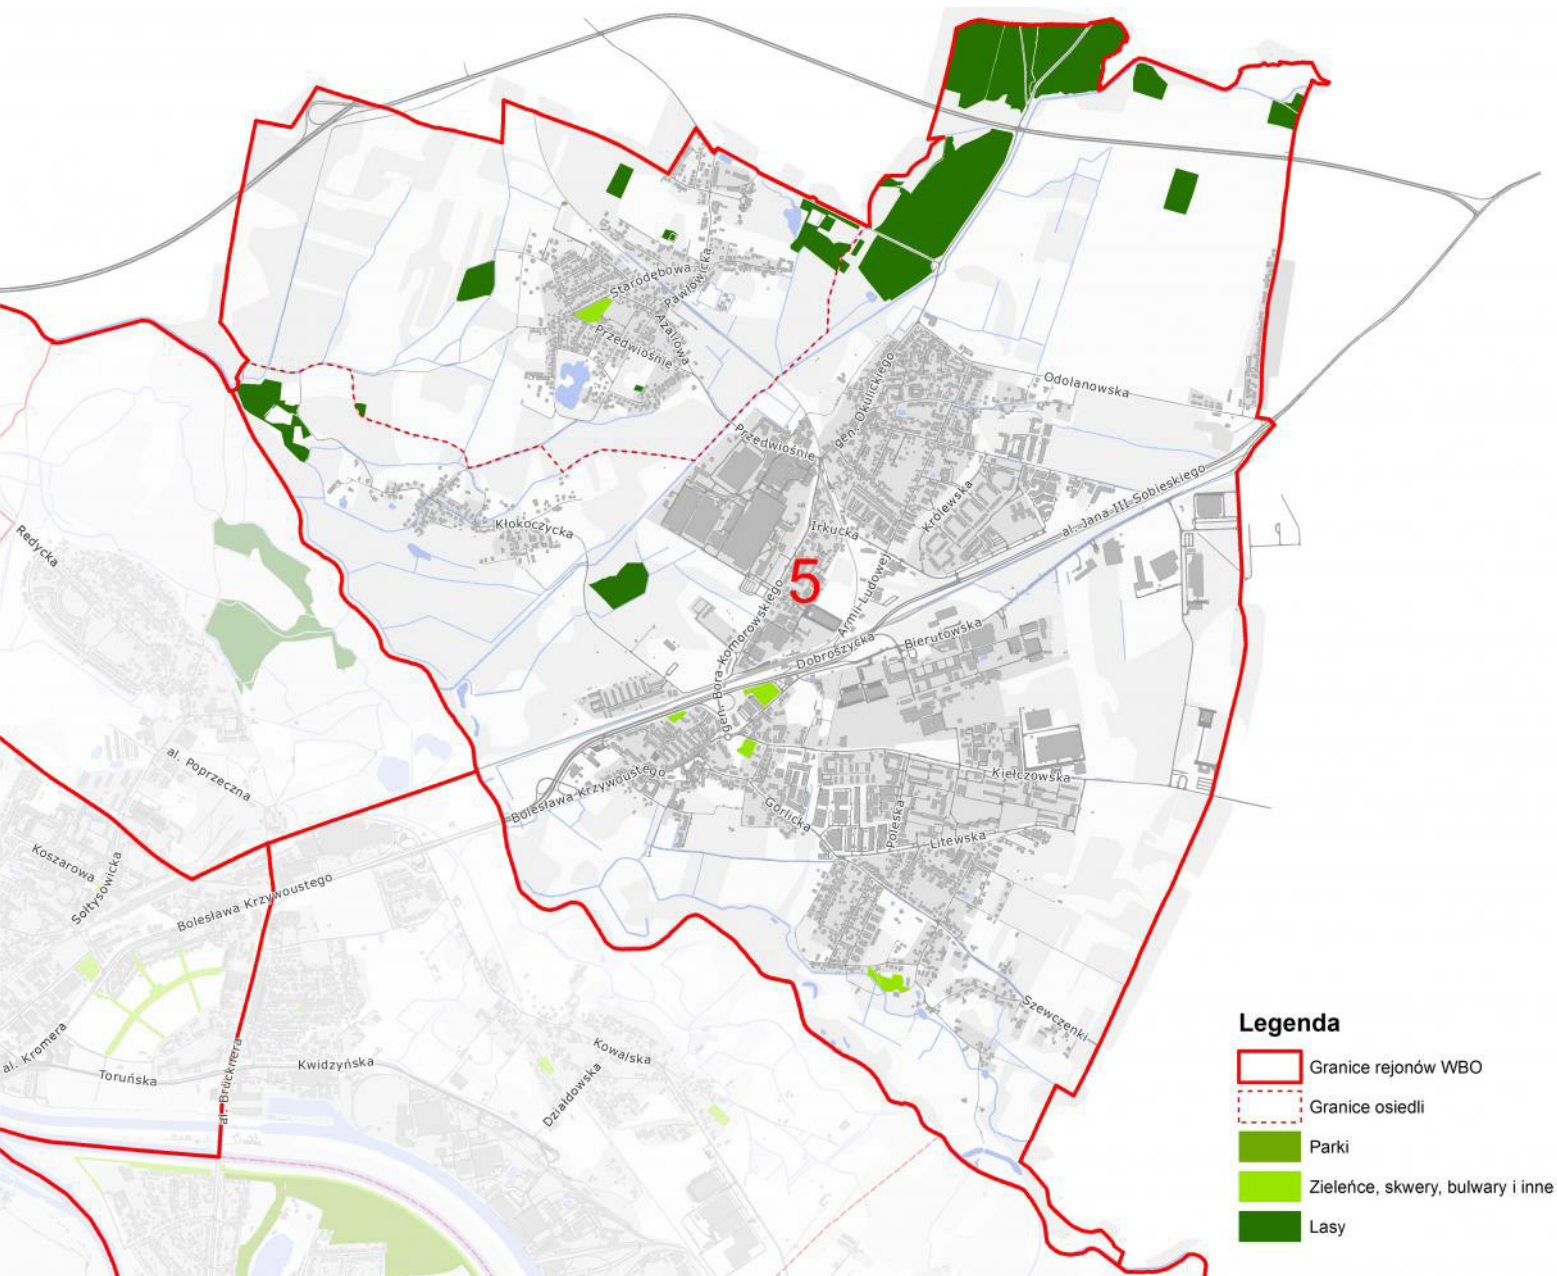 Starodębowa
Pawłowicka
Azaliowa
Przedwiośnie
gen. Okulickiego
Odolanowska
Przedwiośnie
al. Jana III Sobieskiego
Królewska
Kłokoczycka
Irkucka
Redycka
5
gen. Bora-Komorowskiego
Armii Ludowej
Dobroszycka
Bierutowska
al. Poprzeczna
Kiełczowska
Bolesława Krzywoustego
Gorlicka
Poleska
Litewska
Koszarowa
Sołtysowicka
Bolesława Krzywoustego
Szewczenki
al. Kromera
Toruńska
al. Brücknera
Kwidzyńska
Kowalska
Działdowska
Legenda
Granice rejonów WBO
Granice osiedli
Parki
Zieleńce, skwery, bulwary i inne
Lasy